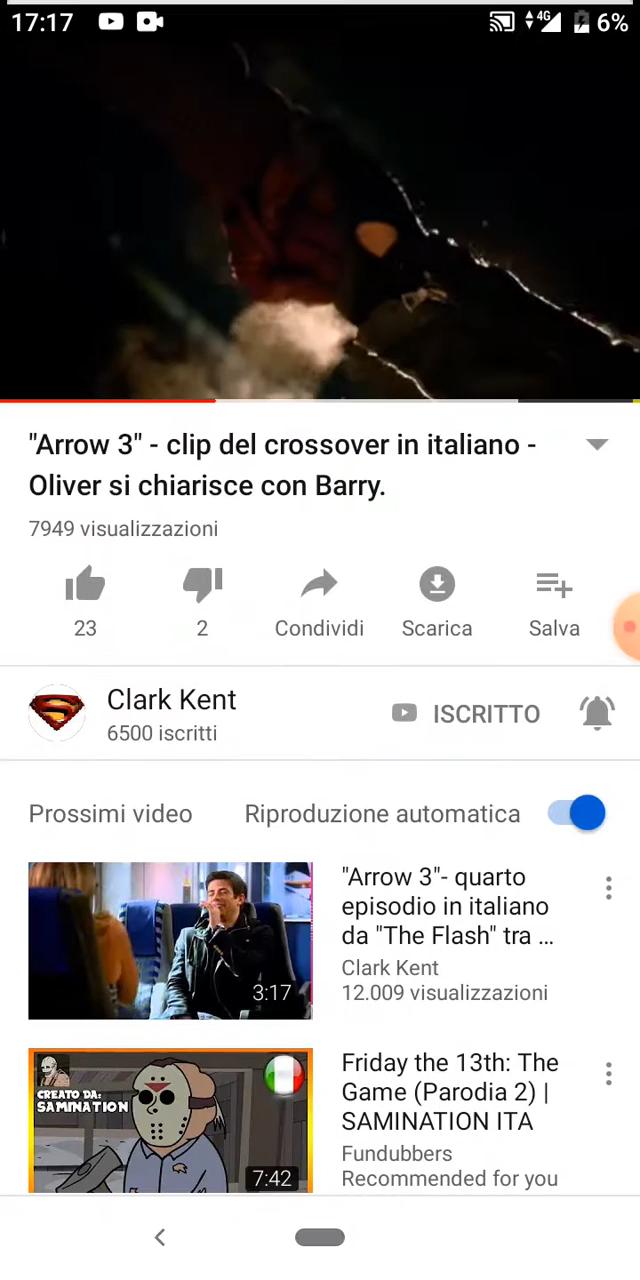 17:17
4G
6%
"Arrow 3" - clip del crossover in italiano -
Oliver si chiarisce con Barry.
7949 visualizzazioni
23
2
Condividi
Scarica
Salva
Clark Kent
6500 iscritti
ISCRITTO
Prossimi video
Riproduzione automatica
3:17
"Arrow 3"- quarto
episodio in italiano
da "The Flash" tra ...
Clark Kent
12.009 visualizzazioni
CREATO DA:
SAMINATION
7:42
Friday the 13th: The
Game (Parodia 2) |
SAMINATION ITA
Fundubbers
Recommended for you